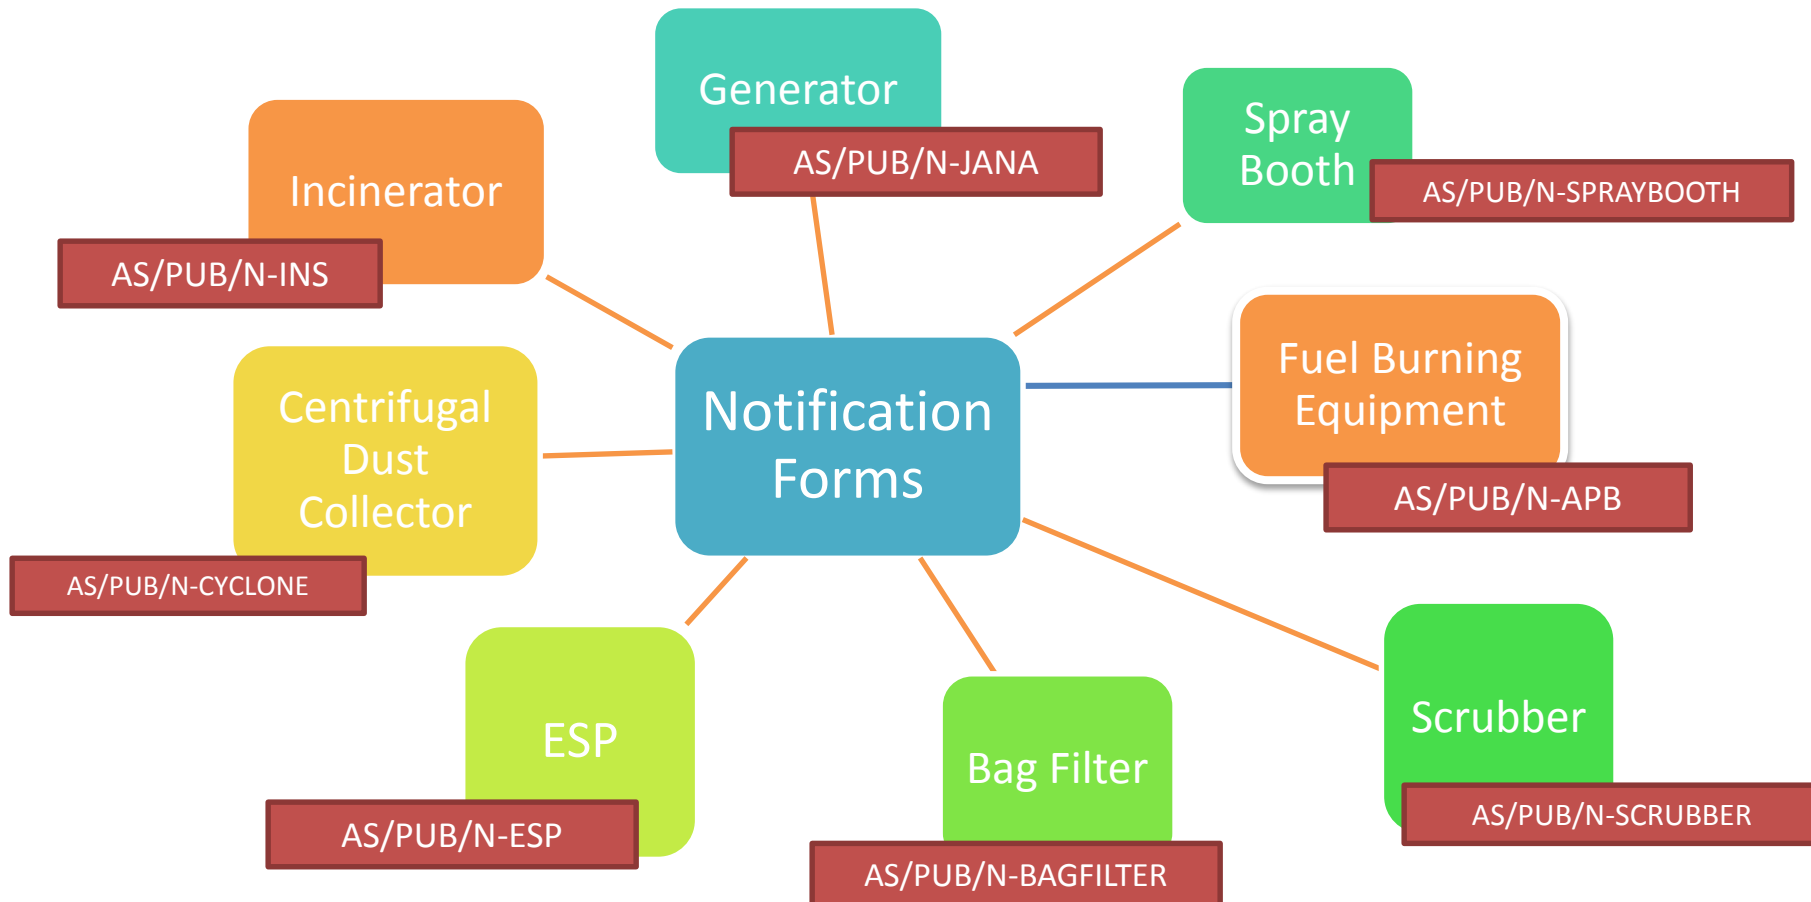 Generator
AS/PUB/N-JANA
Spray
Booth
AS/PUB/N-SPRAYBOOTH
Incinerator
AS/PUB/N-INS
Fuel Burning
Equipment
AS/PUB/N-APB
Notification
Forms
Centrifugal
Dust
Collector
AS/PUB/N-CYCLONE
Scrubber
AS/PUB/N-SCRUBBER
ESP
AS/PUB/N-ESP
Bag Filter
AS/PUB/N-BAGFILTER